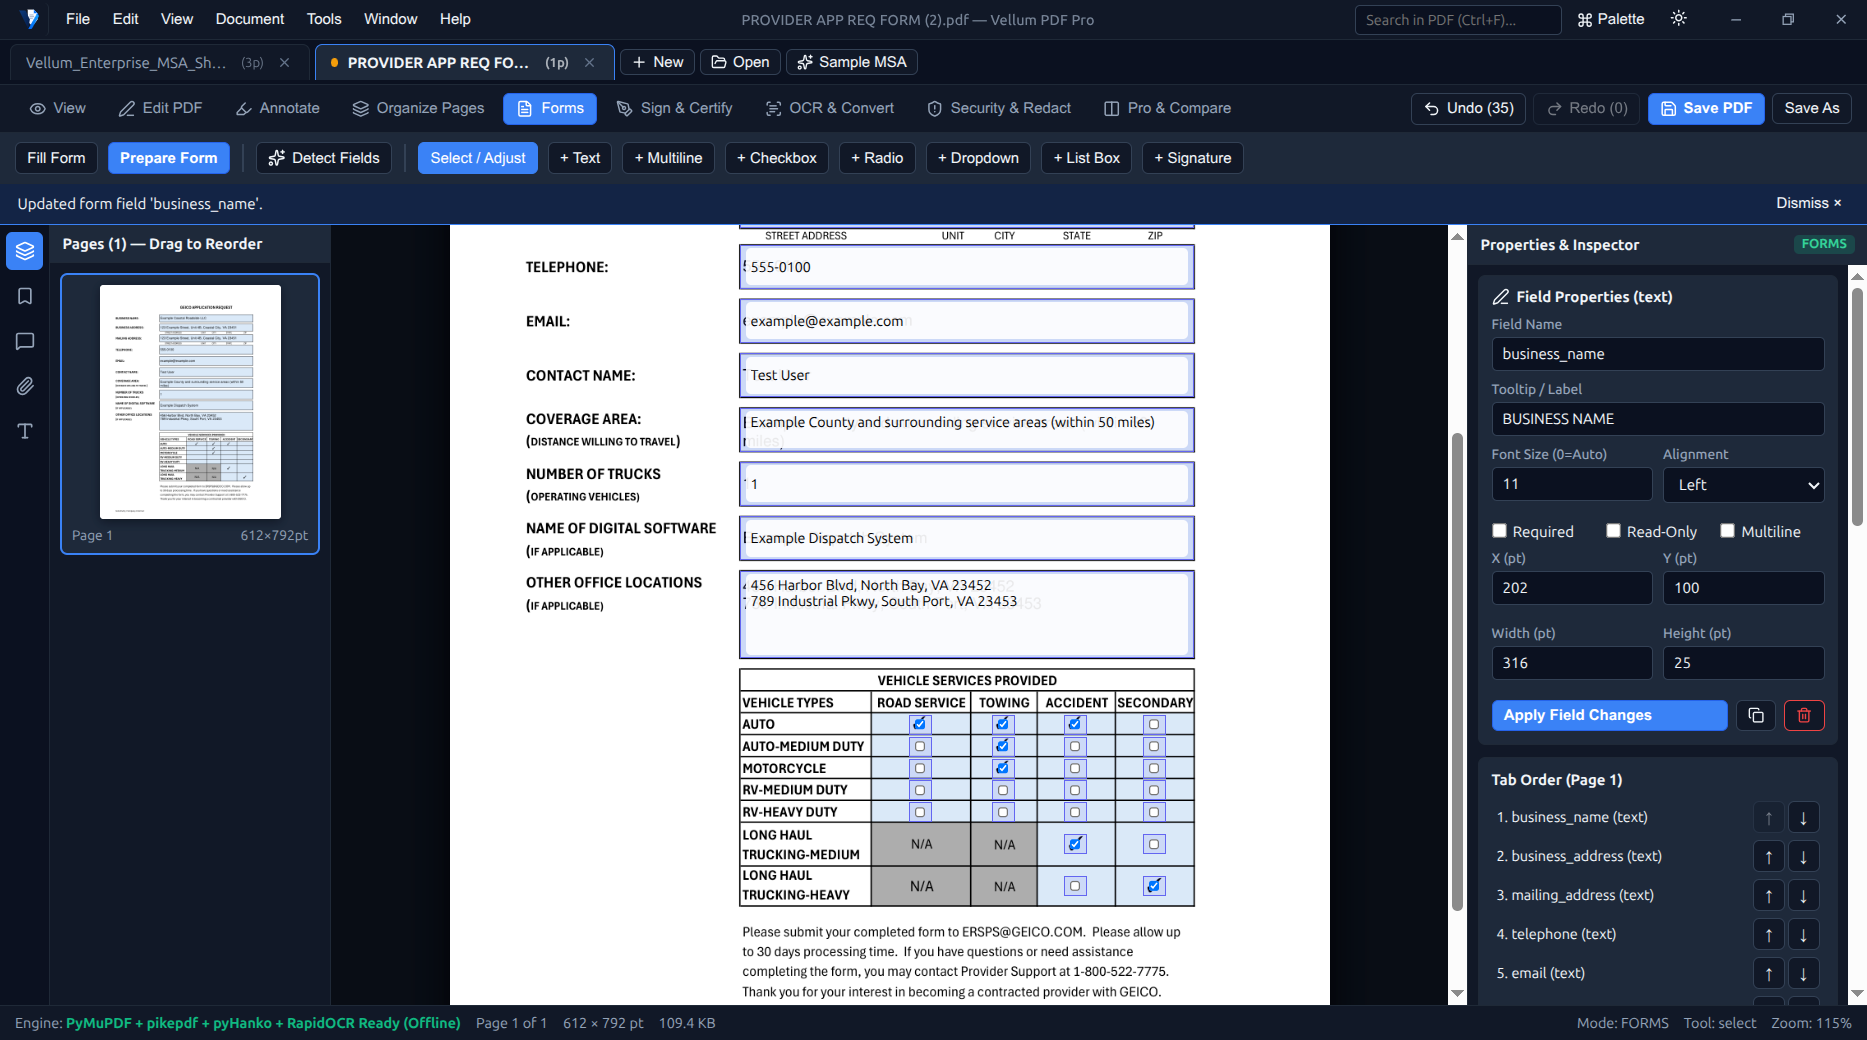 File Edit View Document Tools Window Help
PROVIDER APP REQ FORM (2).pdf — Vellum PDF Pro
Search in PDF (Ctrl+F)...
⌘ Palette
Vellum_Enterprise_MSA_Sh... (3p) ×
PROVIDER APP REQ FO... (1p) ×
+ New
Open
Sample MSA
View
Edit PDF
Annotate
Organize Pages
Forms
Sign & Certify
OCR & Convert
Security & Redact
Pro & Compare
Undo (35)
Redo (0)
Save PDF
Save As
Fill Form
Prepare Form
Detect Fields
Select / Adjust
+ Text
+ Multiline
+ Checkbox
+ Radio
+ Dropdown
+ List Box
+ Signature
Updated form field 'business_name'.
Dismiss ×
Pages (1) — Drag to Reorder
Page 1 612×792pt
STREET ADDRESS UNIT CITY STATE ZIP
TELEPHONE: 555-0100
EMAIL: example@example.com
CONTACT NAME: Test User
COVERAGE AREA: Example County and surrounding service areas (within 50 miles)
(DISTANCE WILLING TO TRAVEL) miles)
NUMBER OF TRUCKS
(OPERATING VEHICLES)
1
NAME OF DIGITAL SOFTWARE
(IF APPLICABLE)
Example Dispatch System
OTHER OFFICE LOCATIONS
(IF APPLICABLE)
456 Harbor Blvd, North Bay, VA 23452
789 Industrial Pkwy, South Port, VA 23453
VEHICLE SERVICES PROVIDED
VEHICLE TYPES ROAD SERVICE TOWING ACCIDENT SECONDARY
AUTO
AUTO-MEDIUM DUTY
MOTORCYCLE
RV-MEDIUM DUTY
RV-HEAVY DUTY
LONG HAUL
TRUCKING-MEDIUM
N/A N/A
LONG HAUL
TRUCKING-HEAVY
N/A N/A
Please submit your completed form to ERSPS@GEICO.COM. Please allow up
to 30 days processing time. If you have questions or need assistance
completing the form, you may contact Provider Support at 1-800-522-7775.
Thank you for your interest in becoming a contracted provider with GEICO.
Properties & Inspector FORMS
Field Properties (text)
Field Name
business_name
Tooltip / Label
BUSINESS NAME
Font Size (0=Auto) Alignment
11 Left
Required Read-Only Multiline
X (pt) Y (pt)
202 100
Width (pt) Height (pt)
316 25
Apply Field Changes
Tab Order (Page 1)
1. business_name (text) ↑ ↓
2. business_address (text) ↑ ↓
3. mailing_address (text) ↑ ↓
4. telephone (text) ↑ ↓
5. email (text) ↑ ↓
Engine: PyMuPDF + pikepdf + pyHanko + RapidOCR Ready (Offline) Page 1 of 1 612 × 792 pt 109.4 KB
Mode: FORMS Tool: select Zoom: 115%